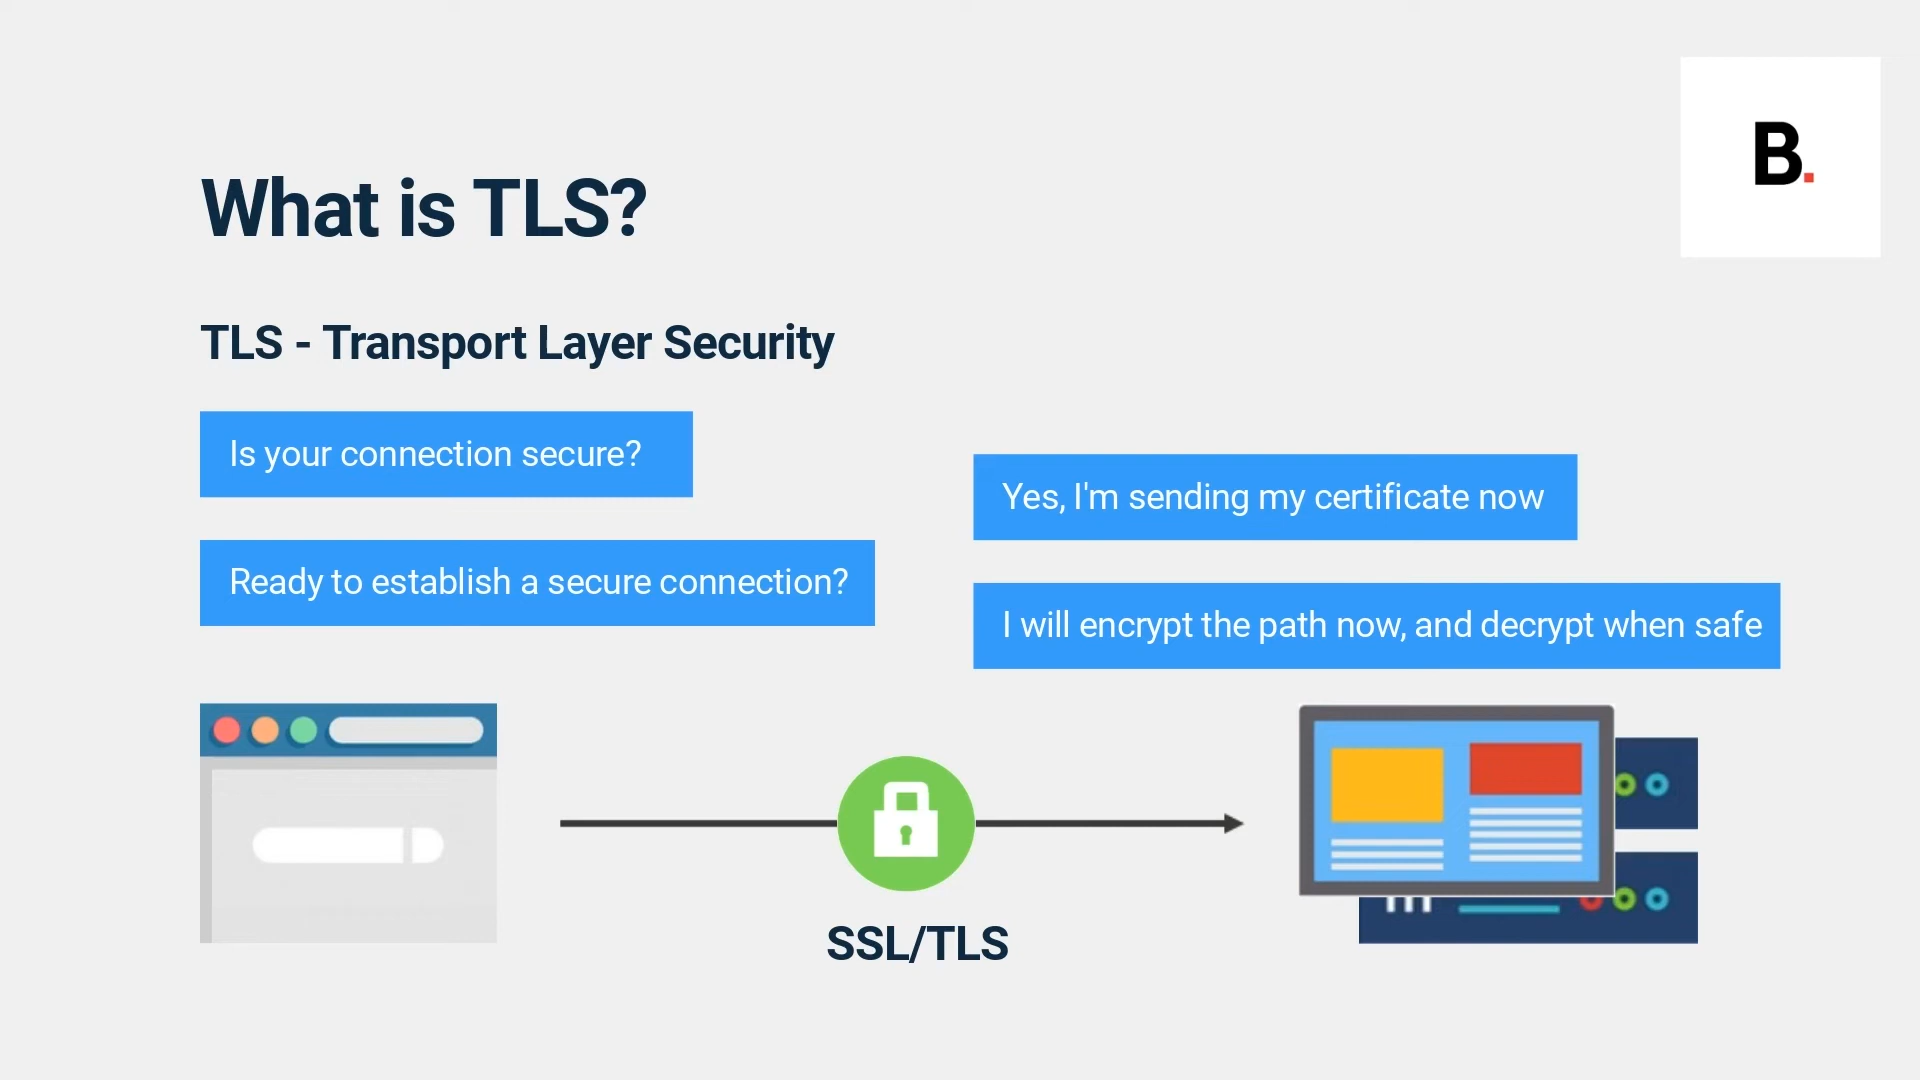 B.
What is TLS?
TLS - Transport Layer Security
Is your connection secure?
Yes, I'm sending my certificate now
Ready to establish a secure connection?
I will encrypt the path now, and decrypt when safe
SSL/TLS